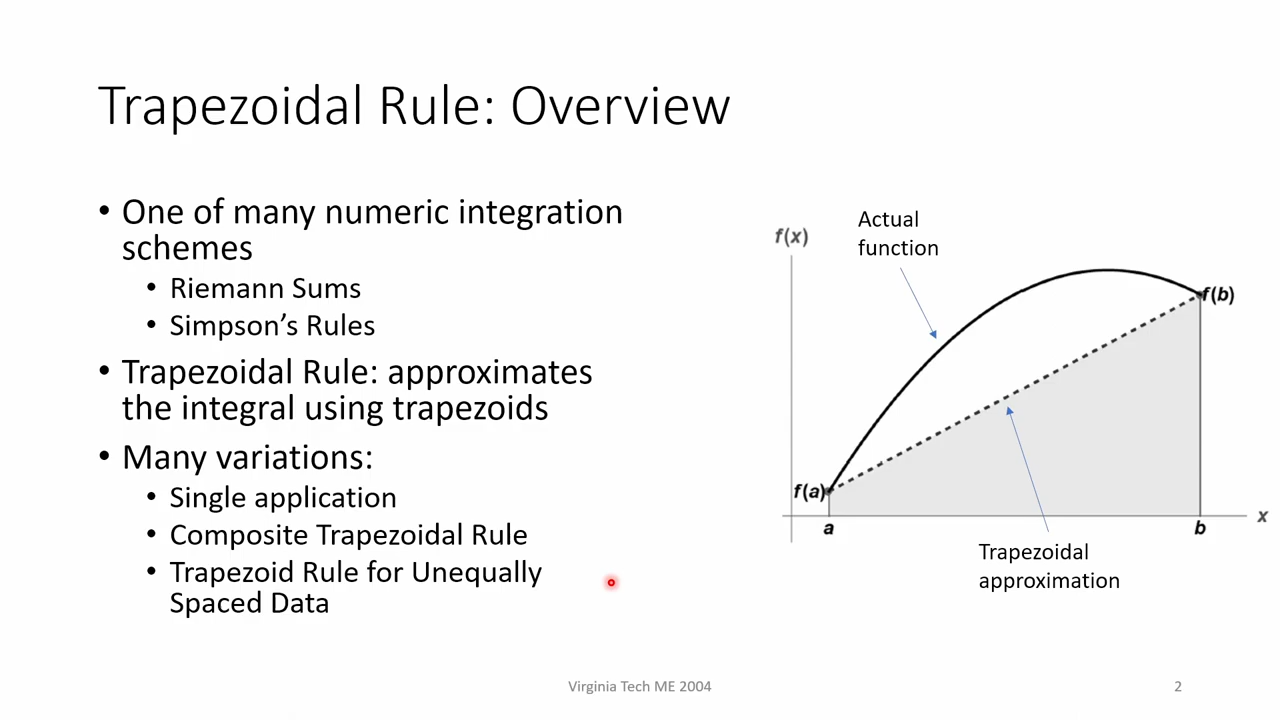 Trapezoidal Rule: Overview
• One of many numeric integration
schemes
• Riemann Sums
• Simpson’s Rules
• Trapezoidal Rule: approximates
the integral using trapezoids
• Many variations:
• Single application
• Composite Trapezoidal Rule
• Trapezoid Rule for Unequally
Spaced Data
Actual
function
f(x)
f(b)
f(a)
a
b
x
Trapezoidal
approximation
Virginia Tech ME 2004
2